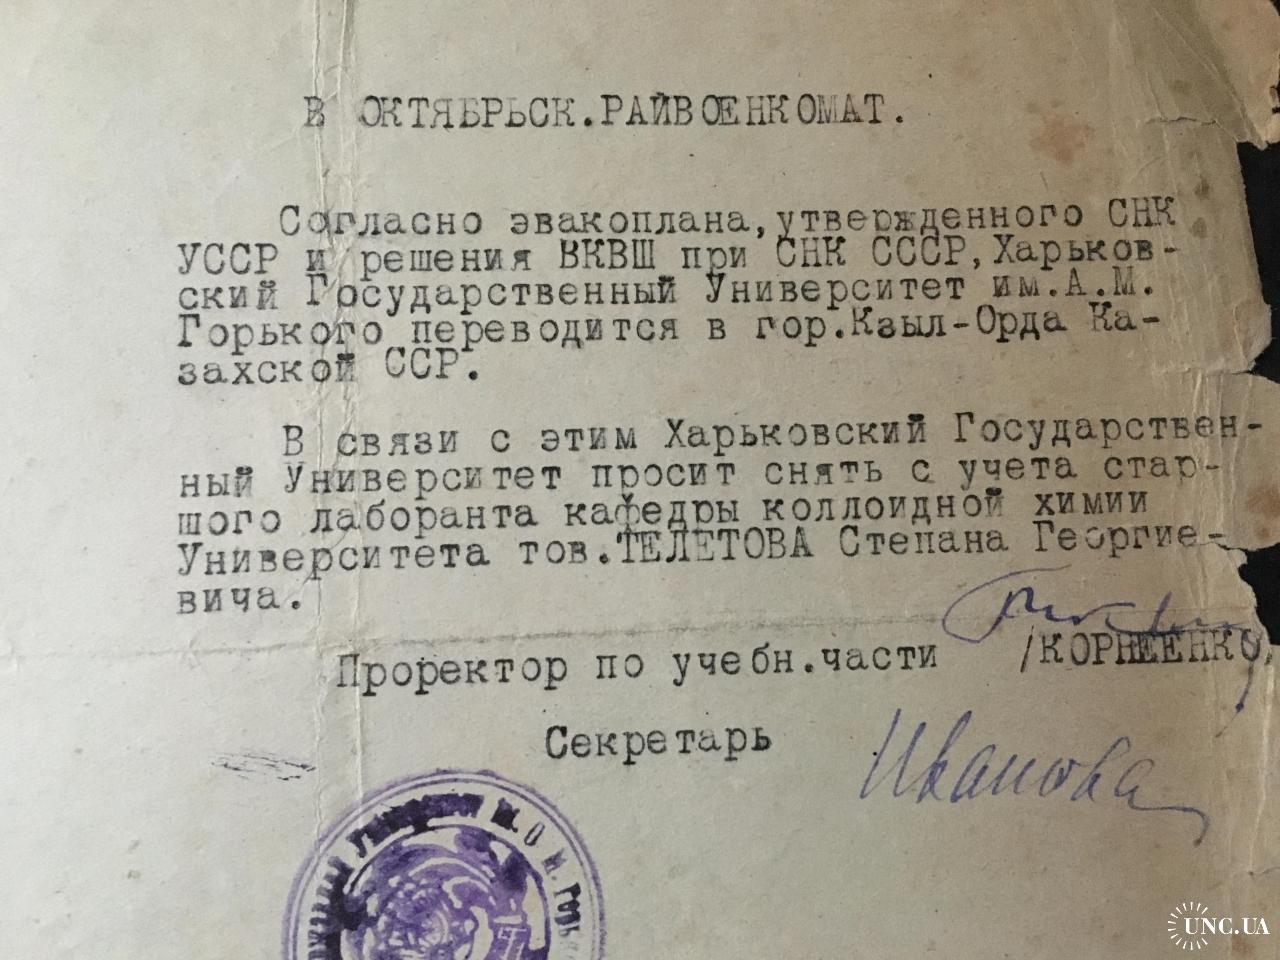 В ОКТЯБРЬСК.РАЙВОЕНКОМАТ.
Согласно эвакоплана,утвержденного СНК
УССР и решения ВКВШ при СНК СССР,Харьков-
ский Государственный Университет им.А.М.
Горького переводится в гор.Кзыл-Орда Ка-
захской ССР.
В связи с этим Харьковский Государствен-
ный Университет просит снять с учета стар-
шого лаборанта кафедры коллоидной химии
Университета тов.ТЕЛЕТОВА Степана Георгие-
вича.
Проректор по учебн.части /КОРНЕЕНКО
Секретарь Иванова
им. О. М. Горь
UNC.UA